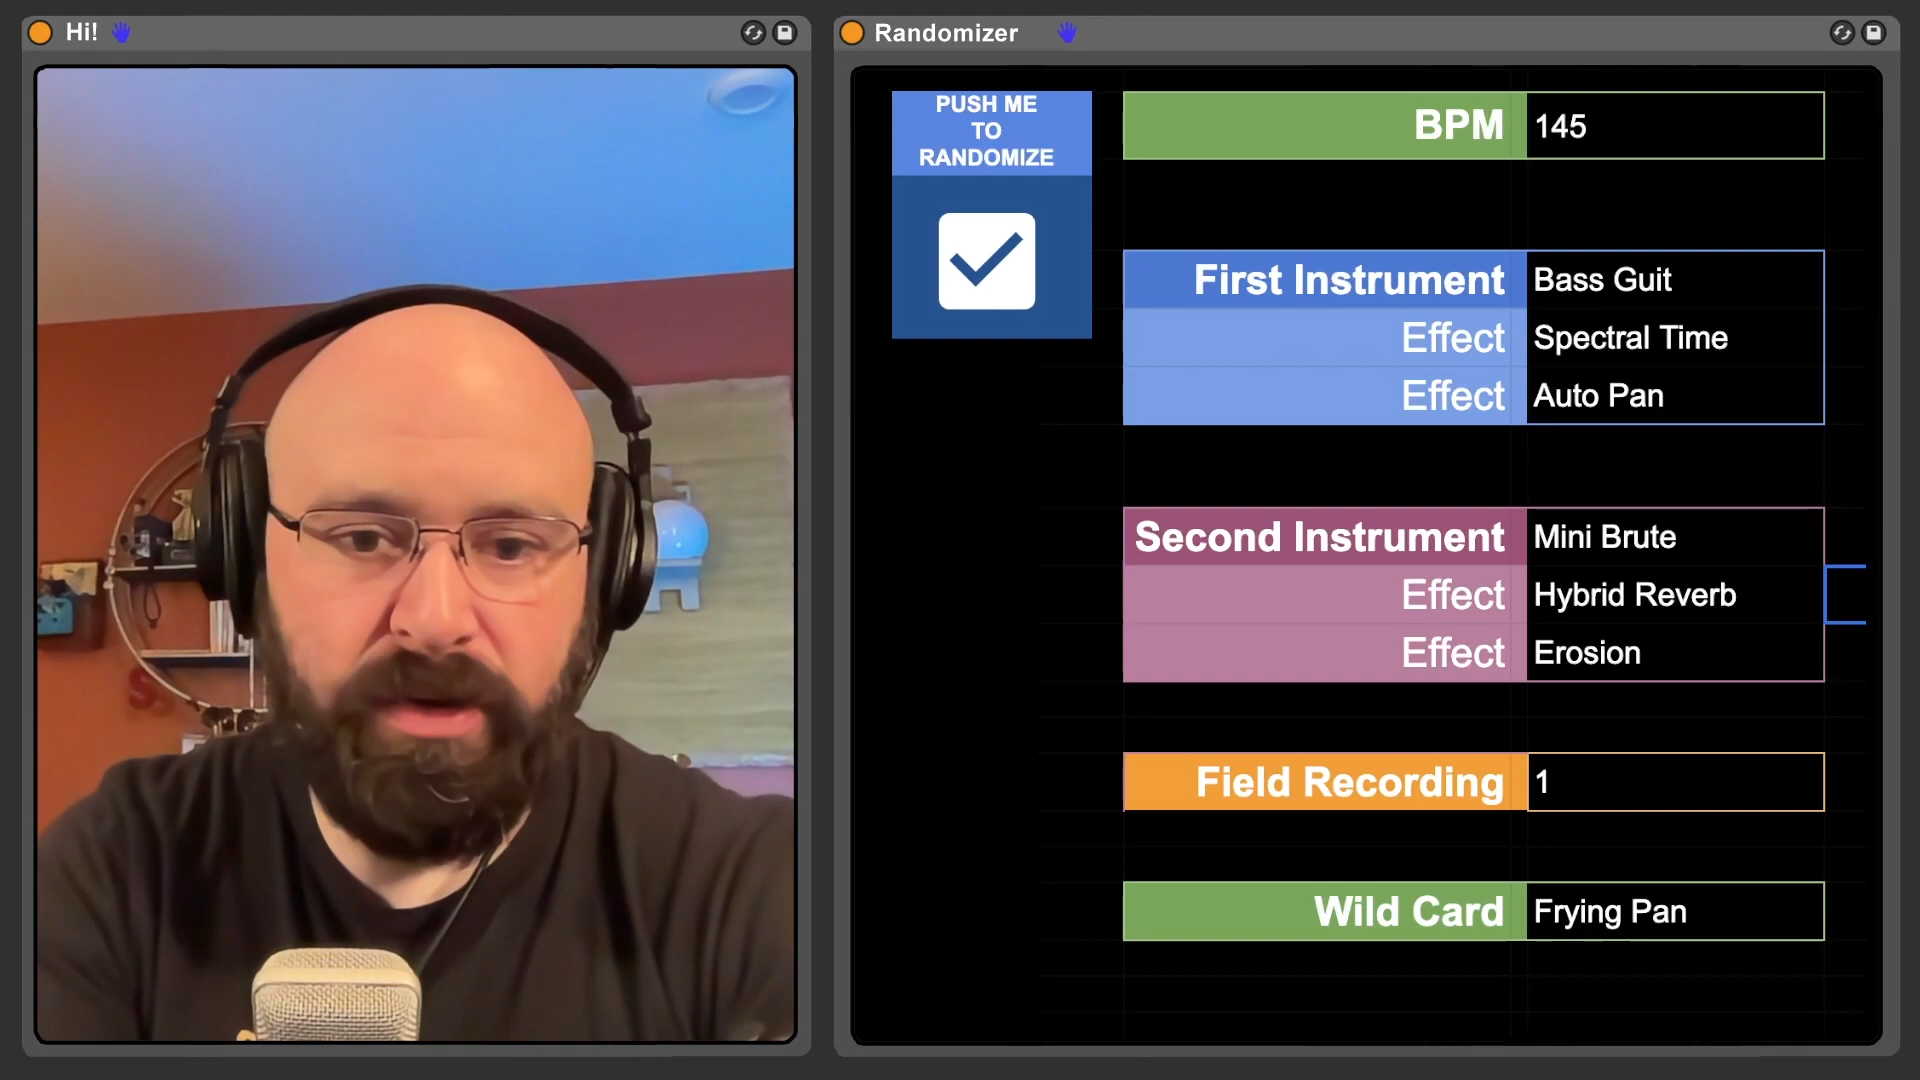 Hi!
Randomizer
PUSH ME
TO
RANDOMIZE
BPM 145
First Instrument Bass Guit
Effect Spectral Time
Effect Auto Pan
Second Instrument Mini Brute
Effect Hybrid Reverb
Effect Erosion
Field Recording 1
Wild Card Frying Pan